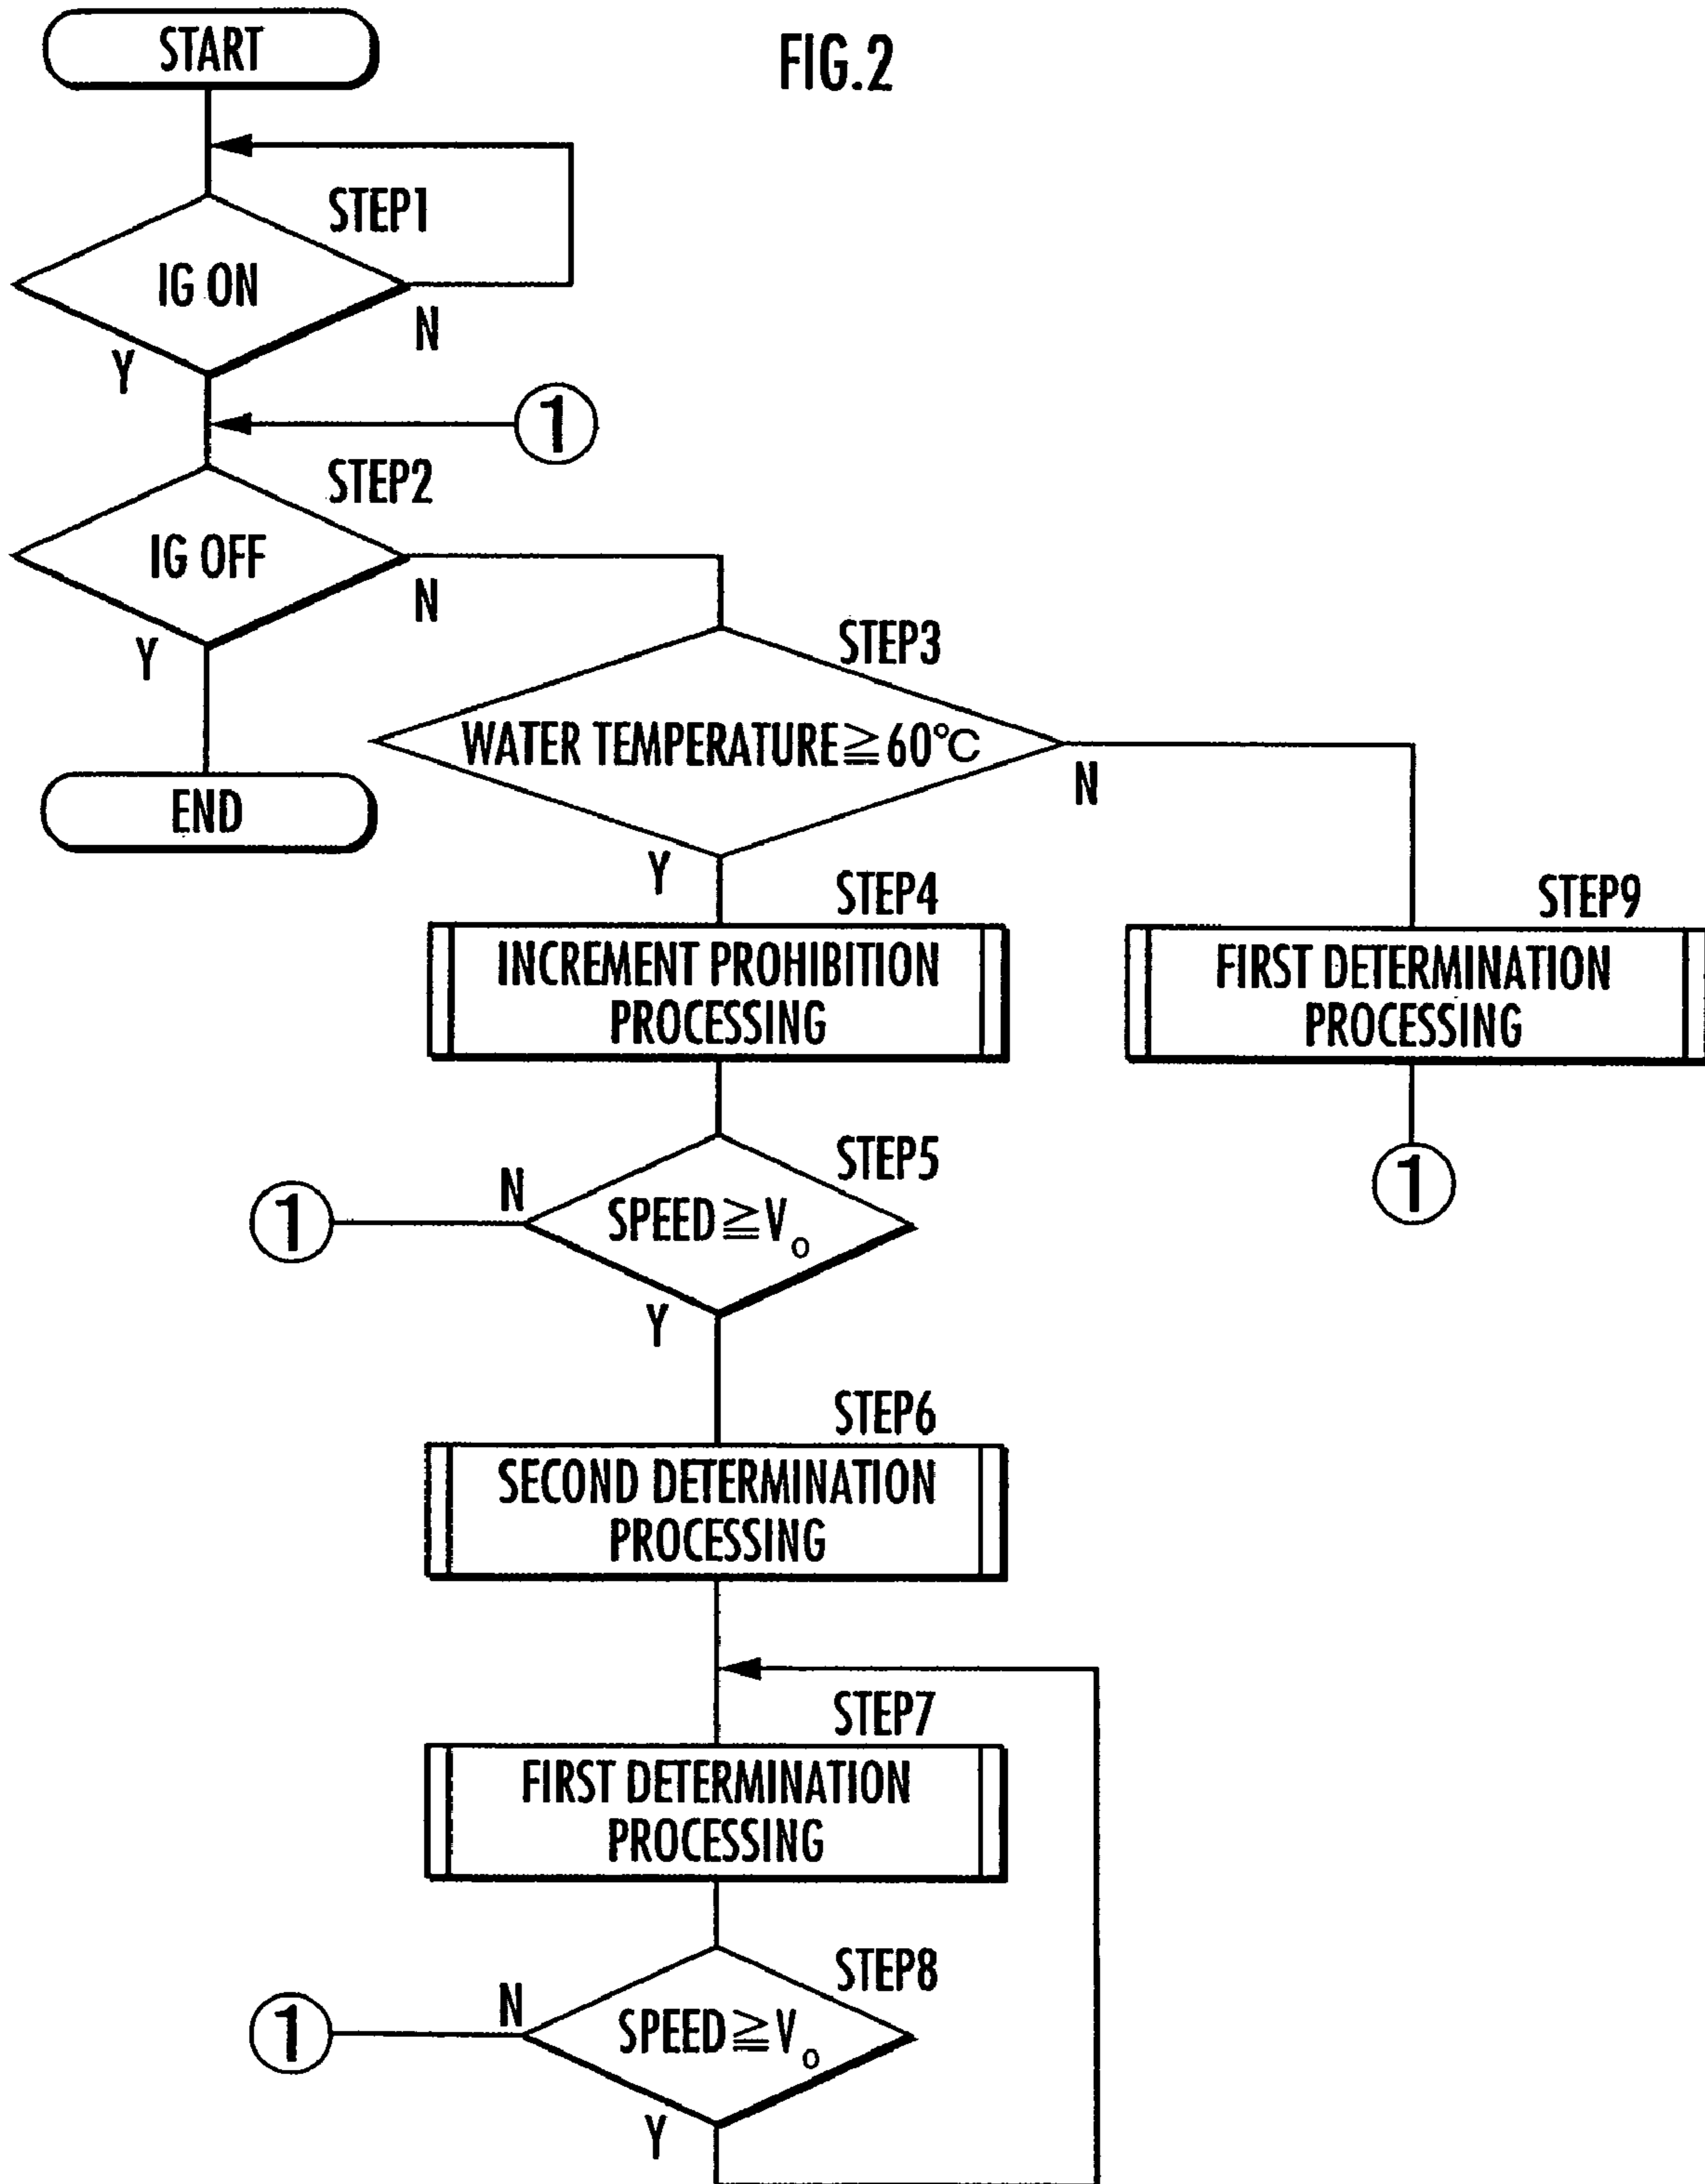 FIG.2
START
STEP1
IG ON
N
Y
1
STEP2
IG OFF
N
Y
END
STEP3
WATER TEMPERATURE≧60°C
N
Y
STEP4
INCREMENT PROHIBITION
PROCESSING
STEP9
FIRST DETERMINATION
PROCESSING
1
STEP5
SPEED≧Vo
N
1
Y
STEP6
SECOND DETERMINATION
PROCESSING
STEP7
FIRST DETERMINATION
PROCESSING
STEP8
SPEED≧Vo
N
1
Y